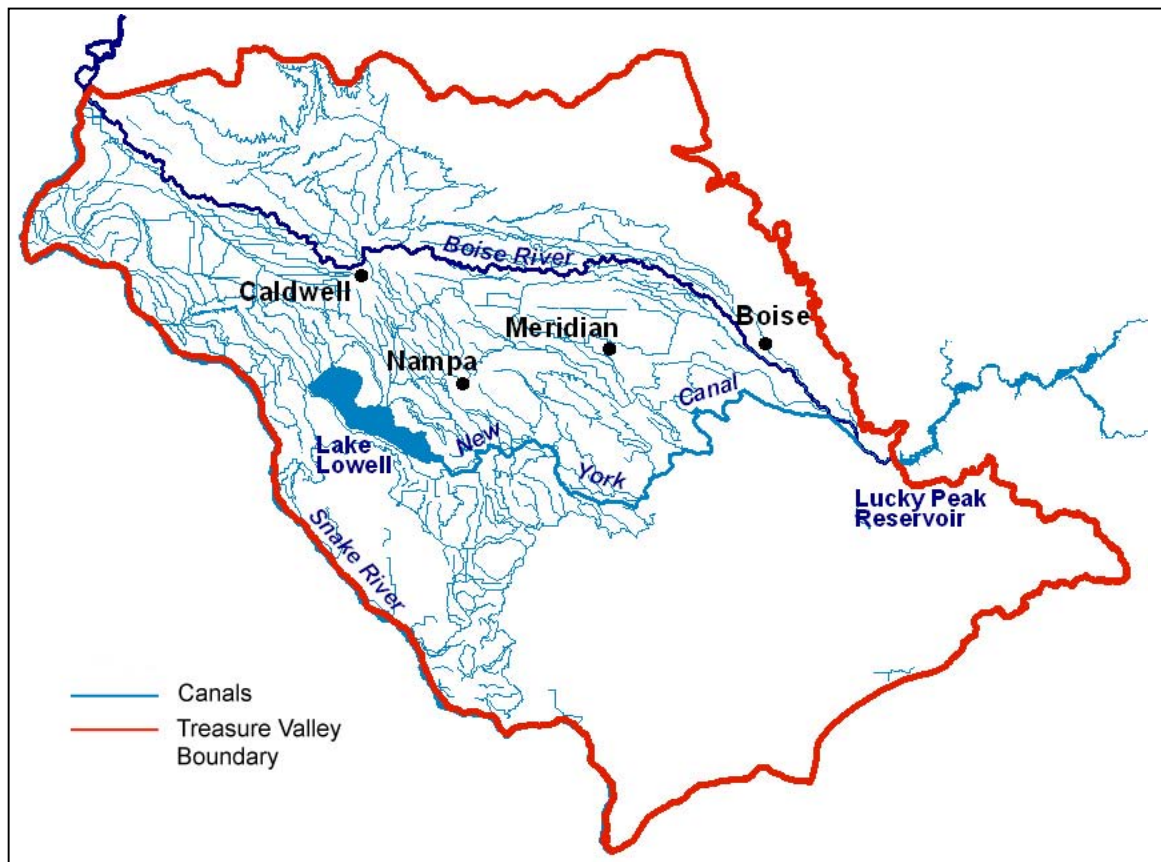 Boise River
Caldwell
Boise
Meridian
Nampa
Canal
New
York
Lake
Lowell
Lucky Peak
Reservoir
Snake River
Canals
Treasure Valley
Boundary